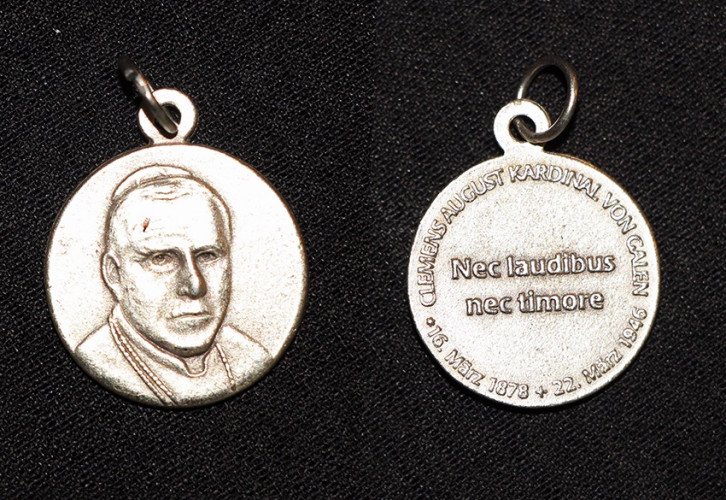 CLEMENS AUGUST KARDINAL VON GALEN
Nec laudibus
nec timore
* 16. März 1878 + 22. März 1946